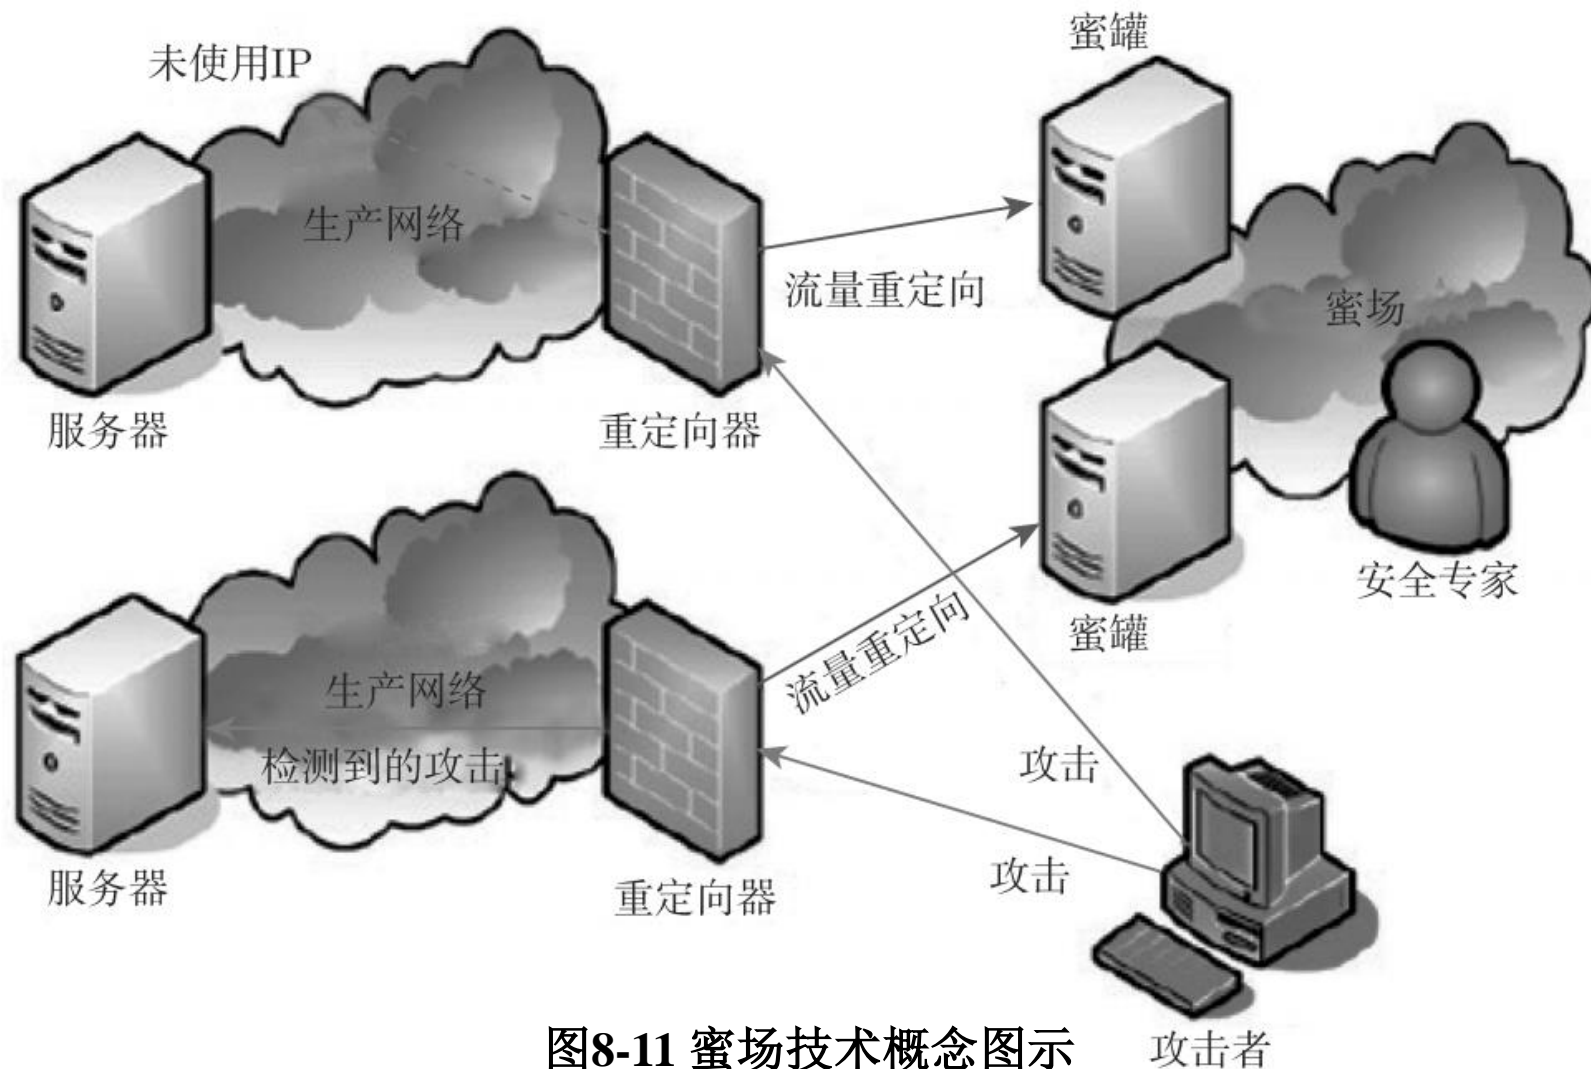 未使用IP
蜜罐
生产网络
流量重定向
蜜场
服务器
重定向器
安全专家
蜜罐
流量重定向
生产网络
检测到的攻击
攻击
攻击
服务器
重定向器
图8-11 蜜场技术概念图示
攻击者